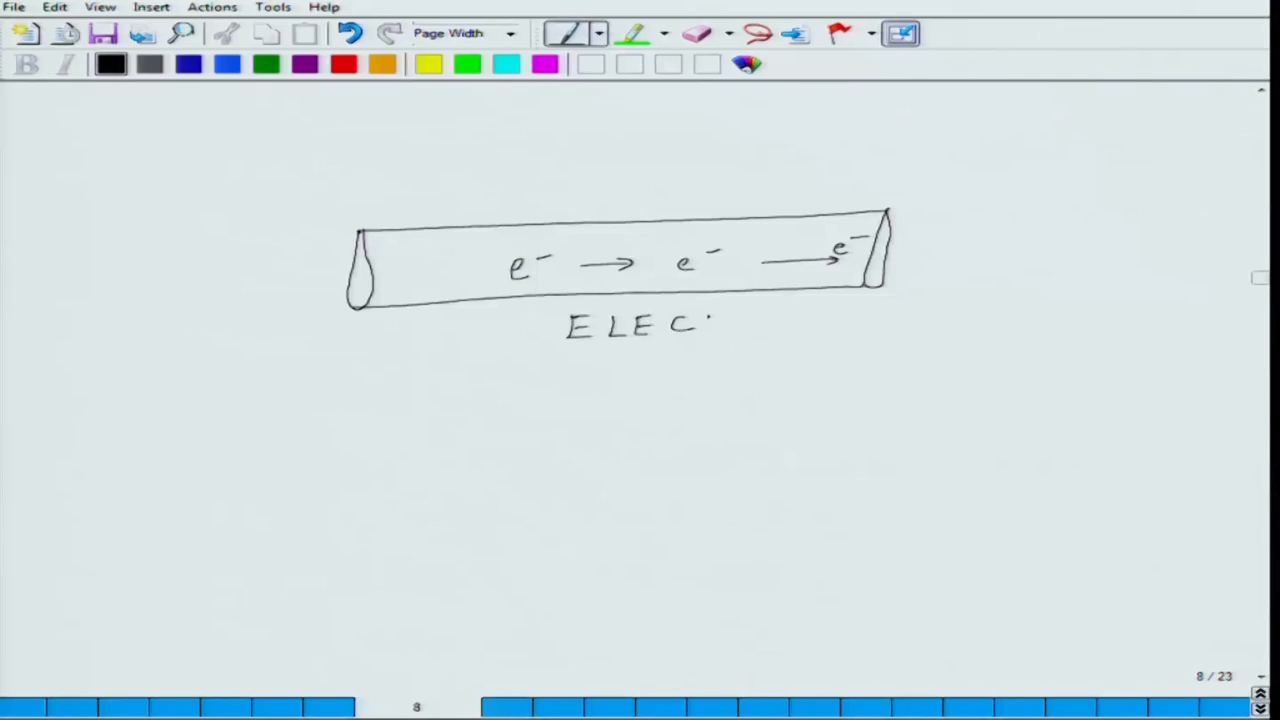 File Edit View Insert Actions Tools Help
Page Width
B I
e⁻ → e⁻ → e⁻
ELEC
8 / 23
8